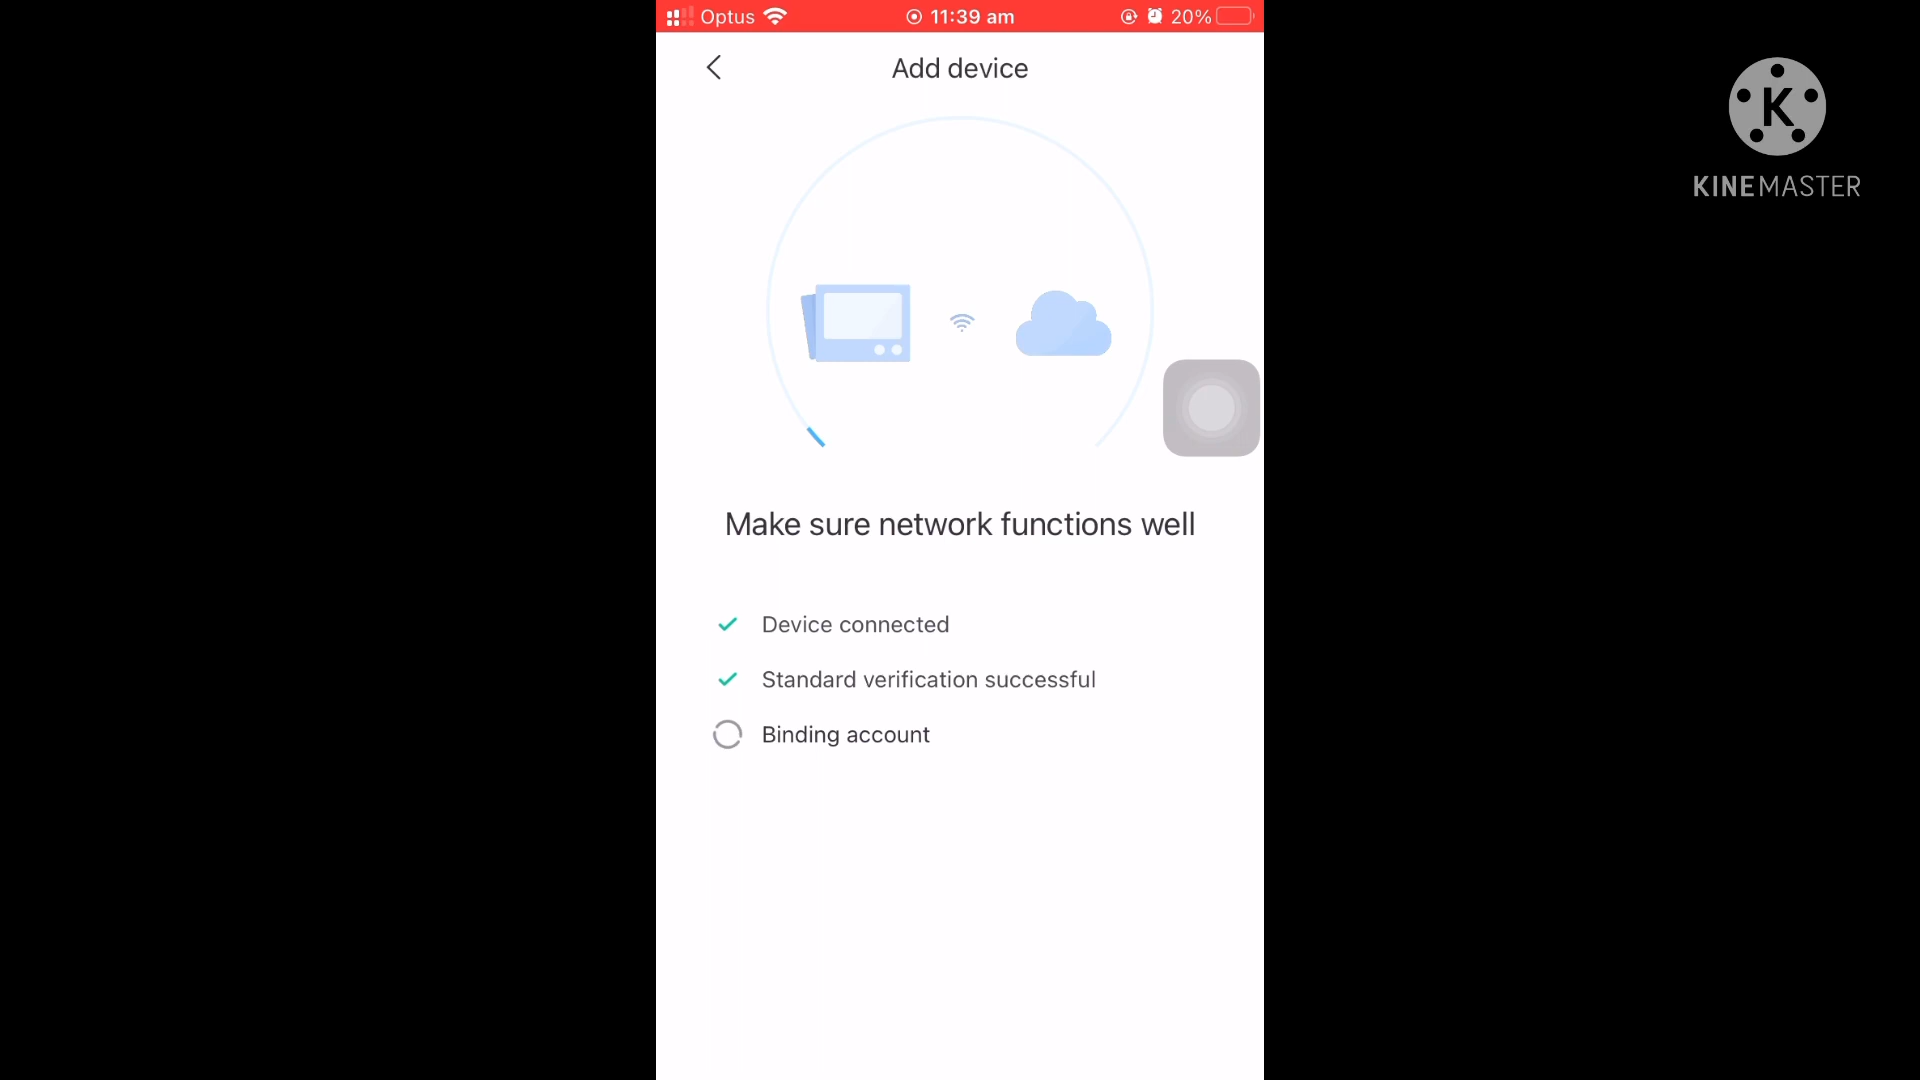 Optus 11:39 am 20%
Add device
K
KINEMASTER
Make sure network functions well
Device connected
Standard verification successful
Binding account